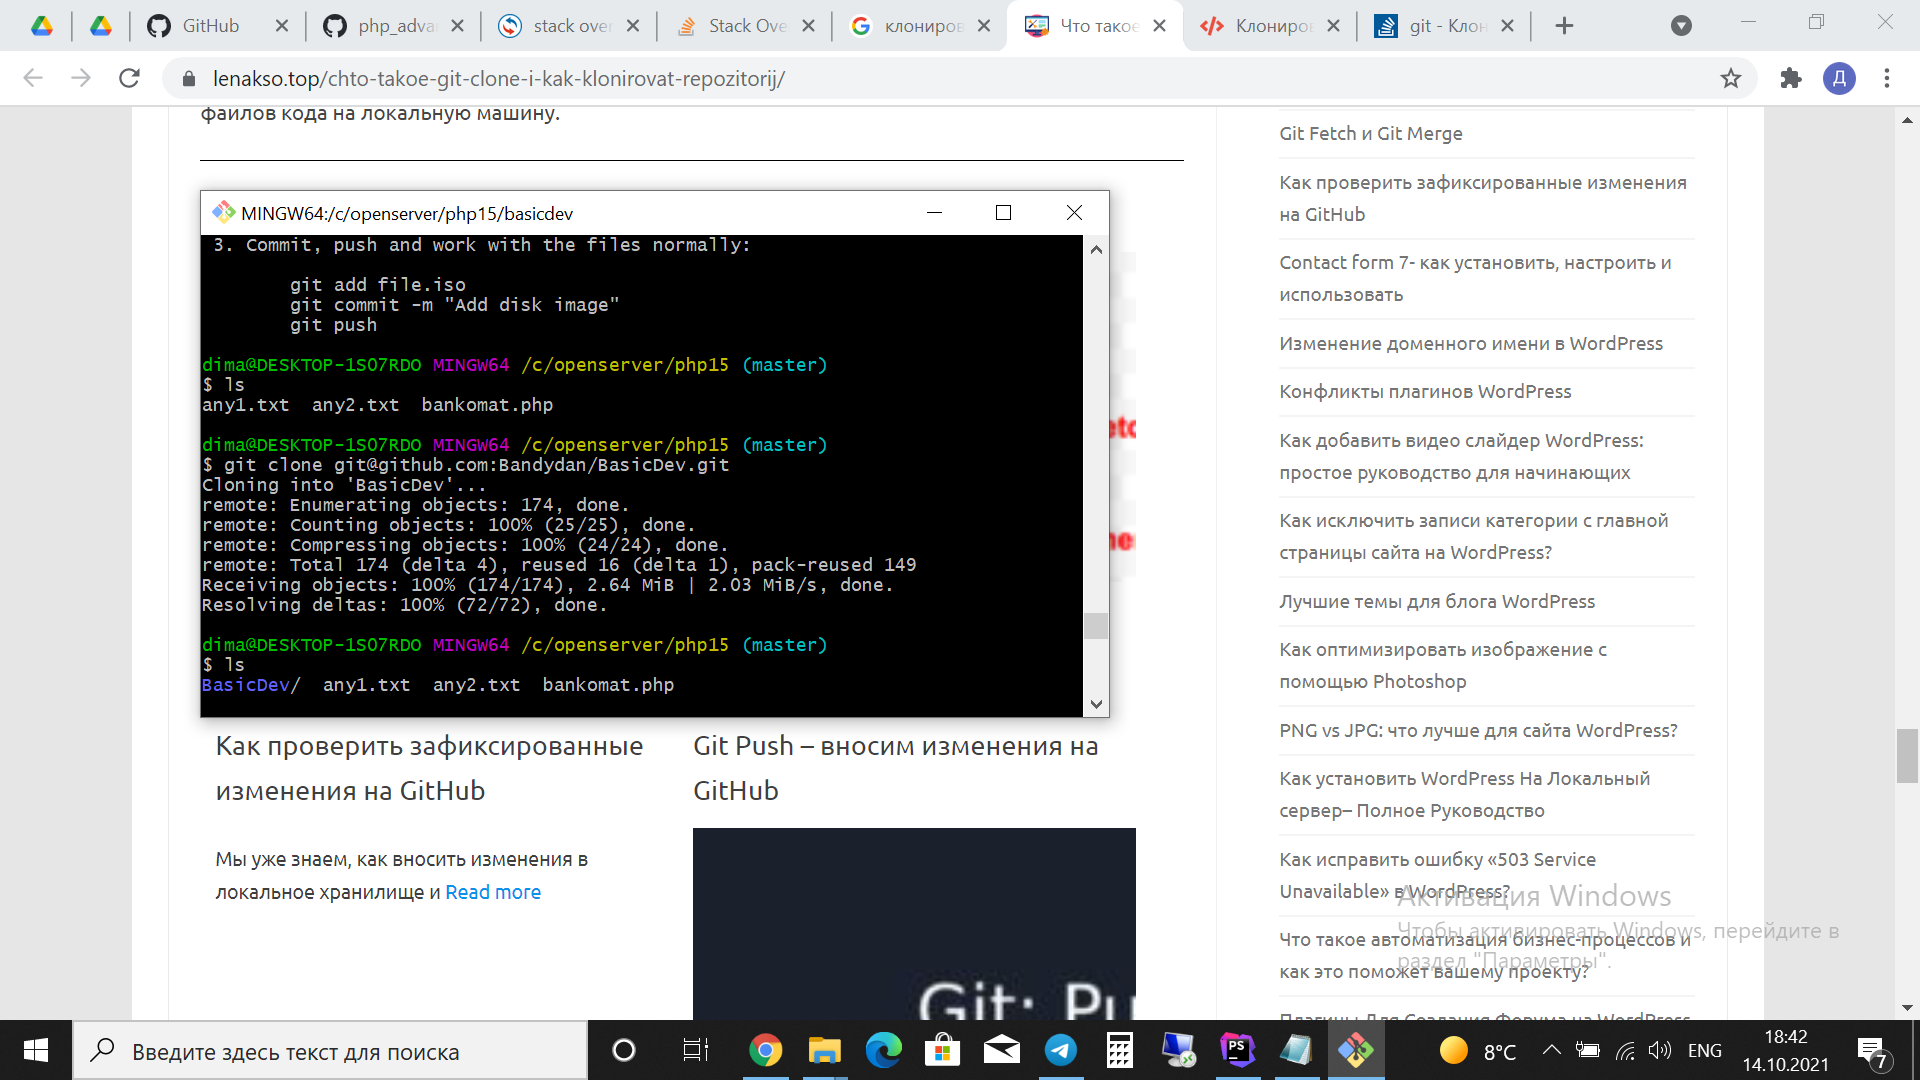 GitHub
php_adva
stack over
Stack Ove
клониров
Что такое
Клониров
git - Клон
lenakso.top/chto-takoe-git-clone-i-kak-klonirovat-repozitorij/
Д
файлов кода на локальную машину.
MINGW64:/c/openserver/php15/basicdev
3. Commit, push and work with the files normally:
git add file.iso
git commit -m "Add disk image"
git push
dima@DESKTOP-1S07RDO MINGW64 /c/openserver/php15 (master)
$ ls
any1.txt any2.txt bankomat.php
dima@DESKTOP-1S07RDO MINGW64 /c/openserver/php15 (master)
$ git clone git@github.com:Bandydan/BasicDev.git
Cloning into 'BasicDev'...
remote: Enumerating objects: 174, done.
remote: Counting objects: 100% (25/25), done.
remote: Compressing objects: 100% (24/24), done.
remote: Total 174 (delta 4), reused 16 (delta 1), pack-reused 149
Receiving objects: 100% (174/174), 2.64 MiB | 2.03 MiB/s, done.
Resolving deltas: 100% (72/72), done.
dima@DESKTOP-1S07RDO MINGW64 /c/openserver/php15 (master)
$ ls
BasicDev/ any1.txt any2.txt bankomat.php
Как проверить зафиксированные
изменения на GitHub
Мы уже знаем, как вносить изменения в
локальное хранилище и Read more
Git Push – вносим изменения на
GitHub
Git: Pu
Git Fetch и Git Merge
Как проверить зафиксированные изменения
на GitHub
Contact form 7- как установить, настроить и
использовать
Изменение доменного имени в WordPress
Конфликты плагинов WordPress
Как добавить видео слайдер WordPress:
простое руководство для начинающих
Как исключить записи категории с главной
страницы сайта на WordPress?
Лучшие темы для блога WordPress
Как оптимизировать изображение с
помощью Photoshop
PNG vs JPG: что лучше для сайта WordPress?
Как установить WordPress На Локальный
сервер– Полное Руководство
Как исправить ошибку «503 Service
Unavailable» в WordPress?
Что такое автоматизация бизнес-процессов и
как это поможет вашему проекту?
Плагины Для Создания Форума на WordPress
Активация Windows
Чтобы активировать Windows, перейдите в
раздел "Параметры".
Введите здесь текст для поиска
PS
8°C
ENG
18:42
14.10.2021
7